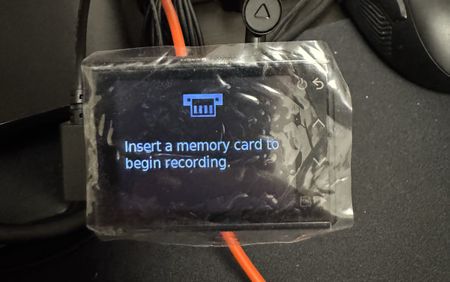 Insert a memory card to
begin recording.